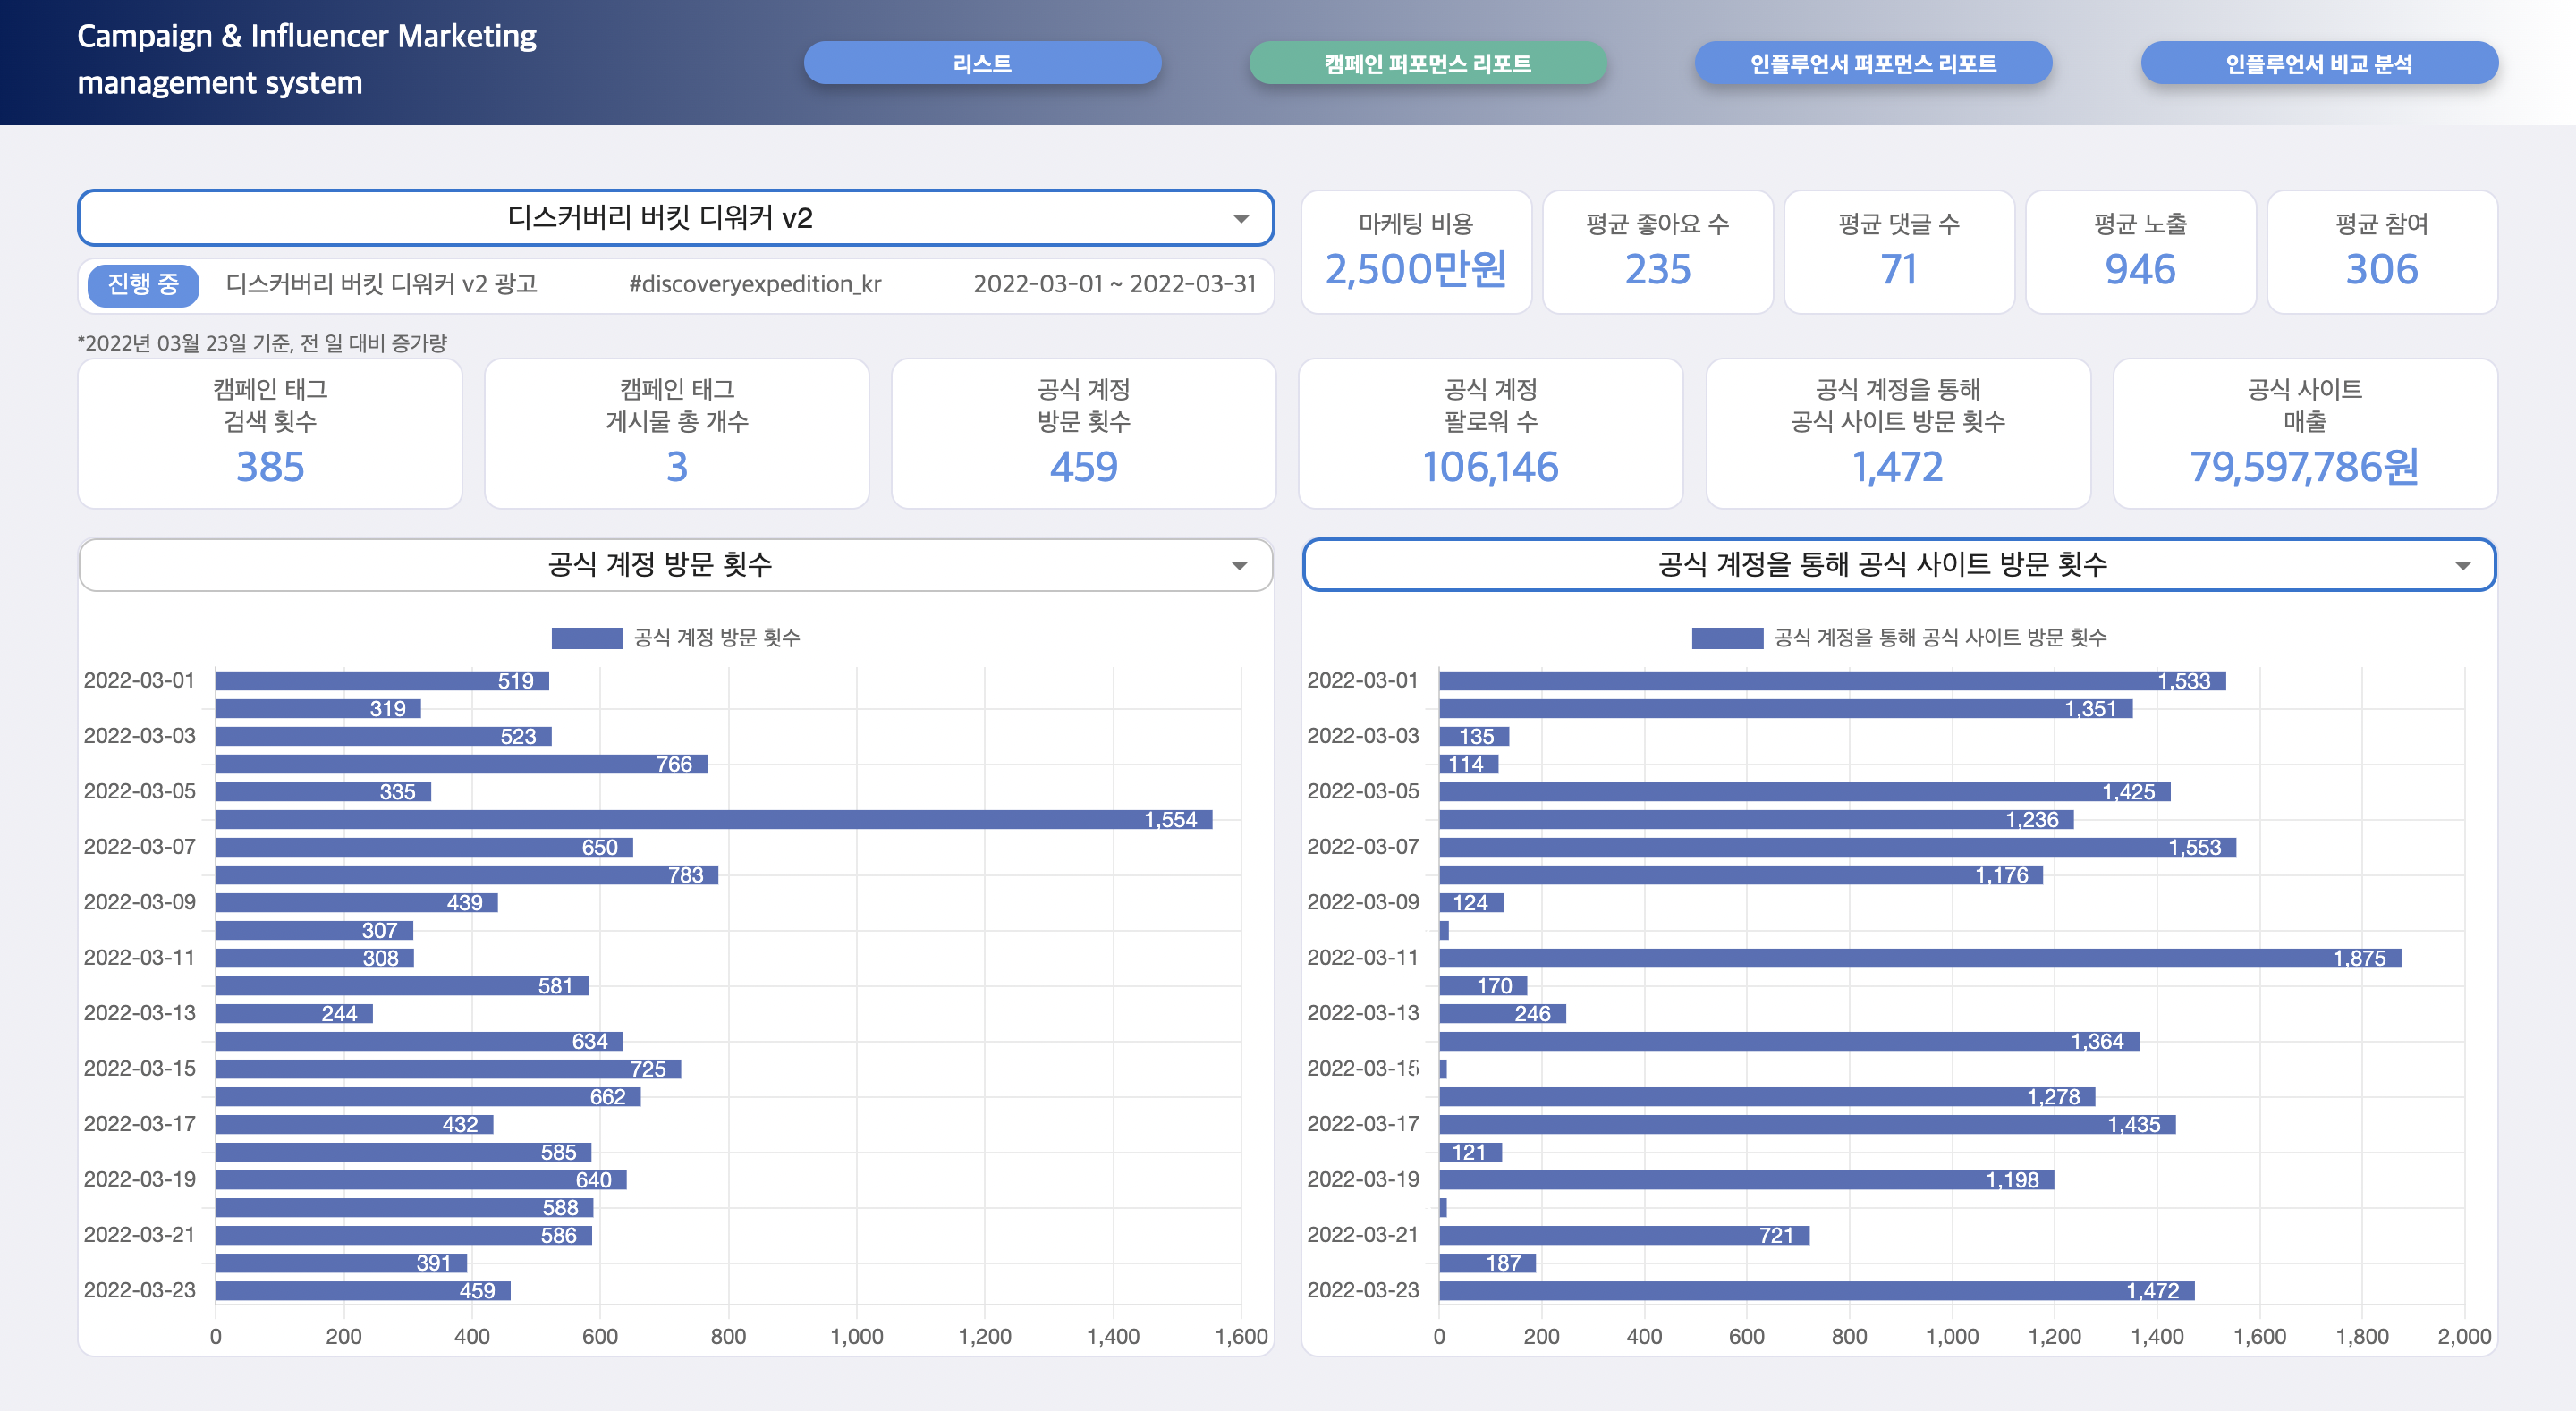 Campaign & Influencer Marketing
management system
리스트
캠페인 퍼포먼스 리포트
인플루언서 퍼포먼스 리포트
인플루언서 비교 분석
디스커버리 버킷 디워커 v2
진행 중 디스커버리 버킷 디워커 v2 광고 #discoveryexpedition_kr 2022-03-01 ~ 2022-03-31
마케팅 비용
2,500만원
평균 좋아요 수
235
평균 댓글 수
71
평균 노출
946
평균 참여
306
*2022년 03월 23일 기준, 전 일 대비 증가량
캠페인 태그
검색 횟수
385
캠페인 태그
게시물 총 개수
3
공식 계정
방문 횟수
459
공식 계정
팔로워 수
106,146
공식 계정을 통해
공식 사이트 방문 횟수
1,472
공식 사이트
매출
79,597,786원
공식 계정 방문 횟수
공식 계정 방문 횟수
2022-03-01 519
319
2022-03-03 523
766
2022-03-05 335
1,554
2022-03-07 650
783
2022-03-09 439
307
2022-03-11 308
581
2022-03-13 244
634
2022-03-15 725
662
2022-03-17 432
585
2022-03-19 640
588
2022-03-21 586
391
2022-03-23 459
0 200 400 600 800 1,000 1,200 1,400 1,600
공식 계정을 통해 공식 사이트 방문 횟수
공식 계정을 통해 공식 사이트 방문 횟수
2022-03-01 1,533
1,351
2022-03-03 135
114
2022-03-05 1,425
1,236
2022-03-07 1,553
1,176
2022-03-09 124
2022-03-11 1,875
170
2022-03-13 246
1,364
2022-03-15
1,278
2022-03-17 1,435
121
2022-03-19 1,198
2022-03-21 721
187
2022-03-23 1,472
0 200 400 600 800 1,000 1,200 1,400 1,600 1,800 2,000